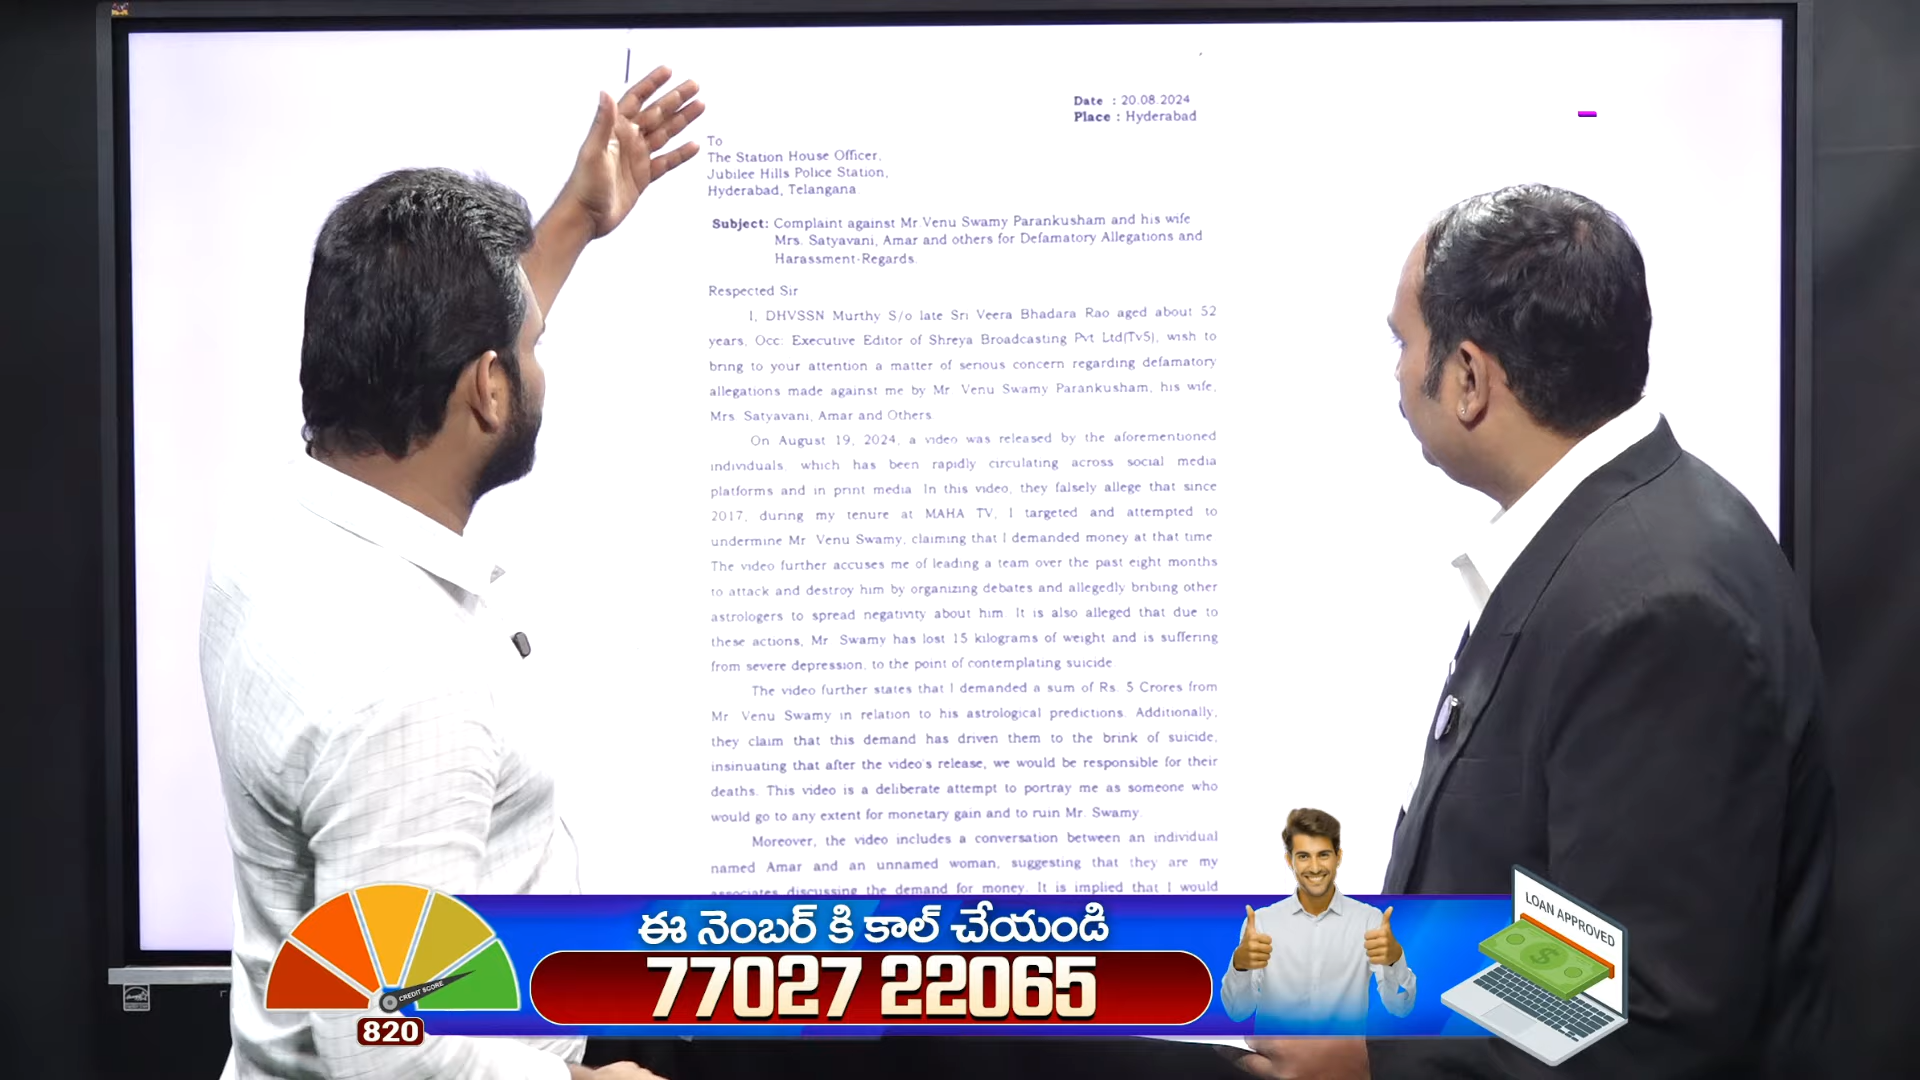 Date : 20.08.2024
Place : Hyderabad
To
The Station House Officer,
Jubilee Hills Police Station,
Hyderabad, Telangana.
Subject: Complaint against Mr.Venu Swamy Parankusham and his wife
Mrs. Satyavani, Amar and others for Defamatory Allegations and
Harassment-Regards.
Respected Sir
I, DHVSSN Murthy S/o late Sri Veera Bhadara Rao aged about 52
years, Occ: Executive Editor of Shreya Broadcasting Pvt Ltd(Tv5), wish to
bring to your attention a matter of serious concern regarding defamatory
allegations made against me by Mr. Venu Swamy Parankusham, his wife,
Mrs. Satyavani, Amar and Others.
On August 19, 2024, a video was released by the aforementioned
individuals, which has been rapidly circulating across social media
platforms and in print media. In this video, they falsely allege that since
2017, during my tenure at MAHA TV, I targeted and attempted to
undermine Mr. Venu Swamy, claiming that I demanded money at that time.
The video further accuses me of leading a team over the past eight months
to attack and destroy him by organizing debates and allegedly bribing other
astrologers to spread negativity about him. It is also alleged that due to
these actions, Mr. Swamy has lost 15 kilograms of weight and is suffering
from severe depression, to the point of contemplating suicide.
The video further states that I demanded a sum of Rs. 5 Crores from
Mr. Venu Swamy in relation to his astrological predictions. Additionally,
they claim that this demand has driven them to the brink of suicide,
insinuating that after the video's release, we would be responsible for their
deaths. This video is a deliberate attempt to portray me as someone who
would go to any extent for monetary gain and to ruin Mr. Swamy.
Moreover, the video includes a conversation between an individual
named Amar and an unnamed woman, suggesting that they are my
associates discussing the demand for money. It is implied that I would
ఈ నెంబర్ కి కాల్ చేయండి
77027 22065
CREDIT SCORE
820
LOAN APPROVED